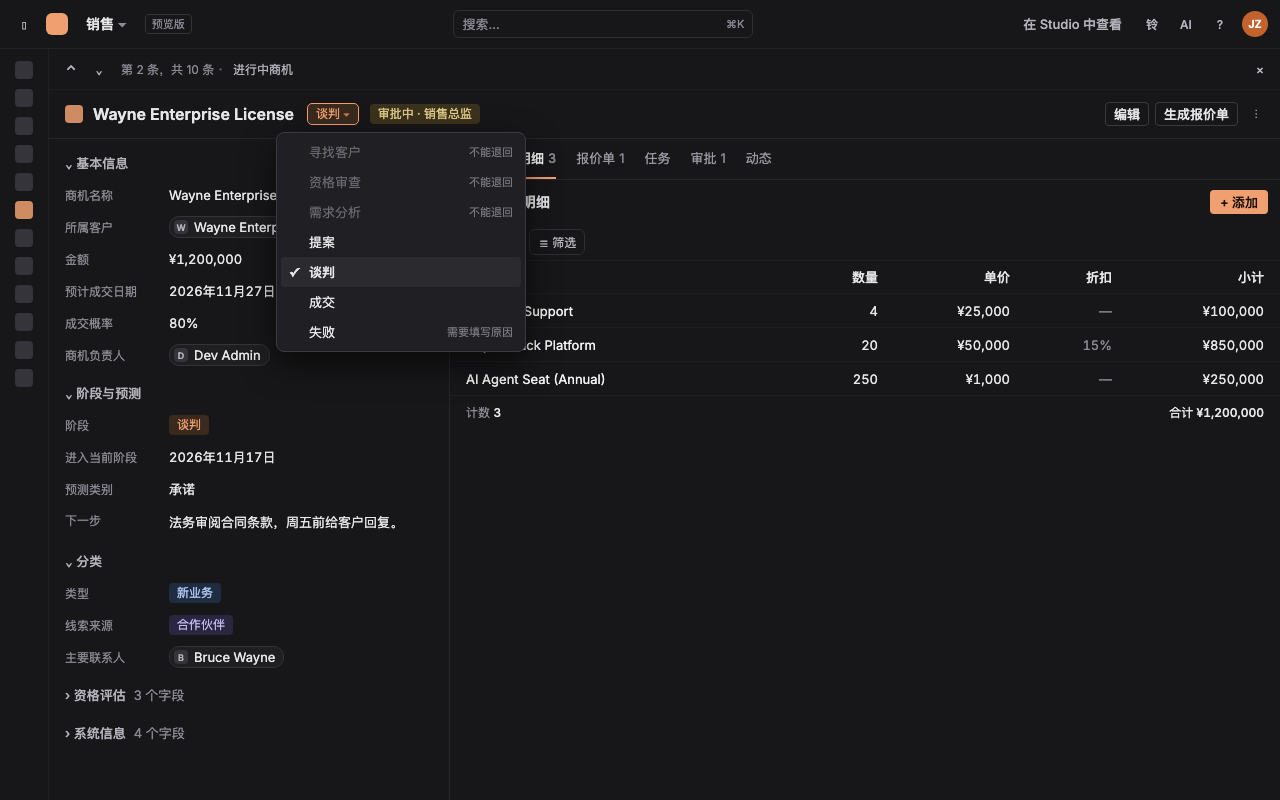 销售
预览版
搜索...
⌘K
在 Studio 中查看
铃
AI
?
JZ
第 2 条，共 10 条 · 进行中商机
×
Wayne Enterprise License
谈判
审批中 · 销售总监
编辑
生成报价单
寻找客户 不能退回
资格审查 不能退回
需求分析 不能退回
提案
✓ 谈判
成交
失败 需要填写原因
基本信息
商机名称 Wayne Enterprise
所属客户 W Wayne Enterp
金额 ¥1,200,000
预计成交日期 2026年11月27日
成交概率 80%
商机负责人 D Dev Admin
阶段与预测
阶段 谈判
进入当前阶段 2026年11月17日
预测类别 承诺
下一步 法务审阅合同条款，周五前给客户回复。
分类
类型 新业务
线索来源 合作伙伴
主要联系人 B Bruce Wayne
资格评估 3 个字段
系统信息 4 个字段
明细 3
报价单 1
任务
审批 1
动态
明细
+ 添加
筛选
数量 单价 折扣 小计
Support 4 ¥25,000 — ¥100,000
ck Platform 20 ¥50,000 15% ¥850,000
AI Agent Seat (Annual) 250 ¥1,000 — ¥250,000
计数 3 合计 ¥1,200,000